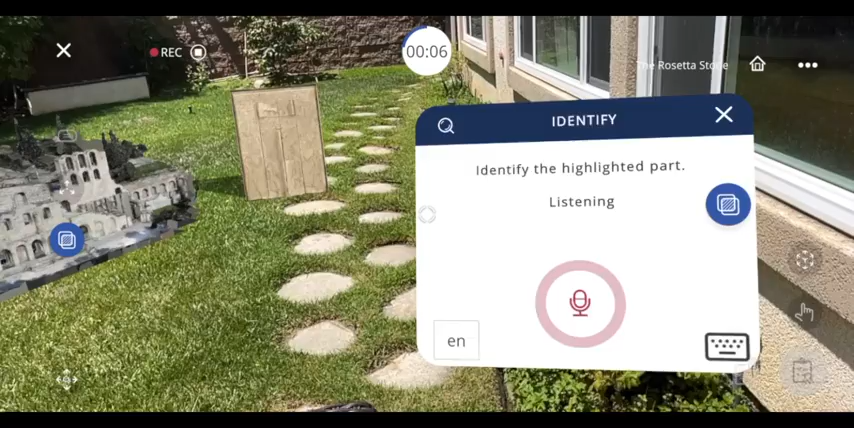 REC
00:06
The Rosetta Stone
IDENTIFY
Identify the highlighted part.
Listening
en